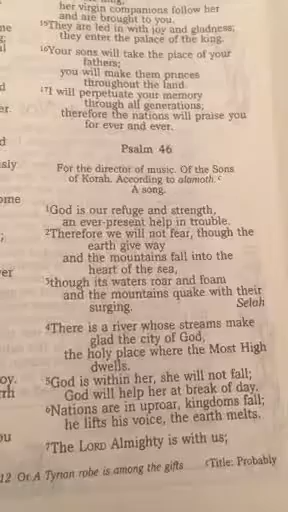 her virgin companions follow her
and are brought to you.
¹⁵They are led in with joy and gladness;
they enter the palace of the king.
¹⁶Your sons will take the place of your
fathers;
you will make them princes
throughout the land.
¹⁷I will perpetuate your memory
through all generations;
therefore the nations will praise you
for ever and ever.
Psalm 46
For the director of music. Of the Sons
of Korah. According to alamoth.ᶜ
A song.
¹God is our refuge and strength,
an ever-present help in trouble.
²Therefore we will not fear, though the
earth give way
and the mountains fall into the
heart of the sea,
³though its waters roar and foam
and the mountains quake with their
surging. Selah
⁴There is a river whose streams make
glad the city of God,
the holy place where the Most High
dwells.
⁵God is within her, she will not fall;
God will help her at break of day.
⁶Nations are in uproar, kingdoms fall;
he lifts his voice, the earth melts.
⁷The LORD Almighty is with us;
12 Or A Tyrian robe is among the gifts ᶜTitle: Probably